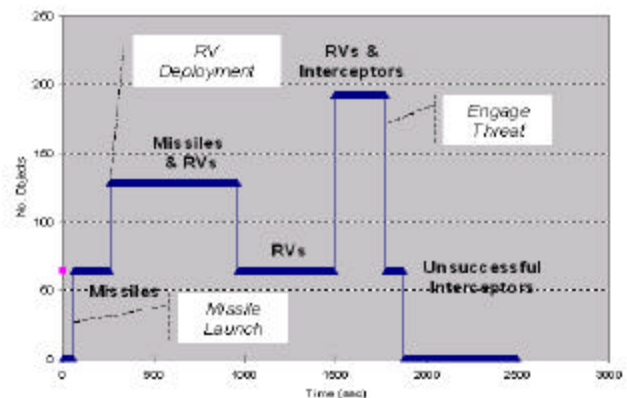 250
200
150
100
50
0
No. Objects
0
500
1000
1500
2000
2500
3000
Time (sec)
RV
Deployment
RVs &
Interceptors
Engage
Threat
Missiles
& RVs
RVs
Missiles
Missile
Launch
Unsuccessful
Interceptors